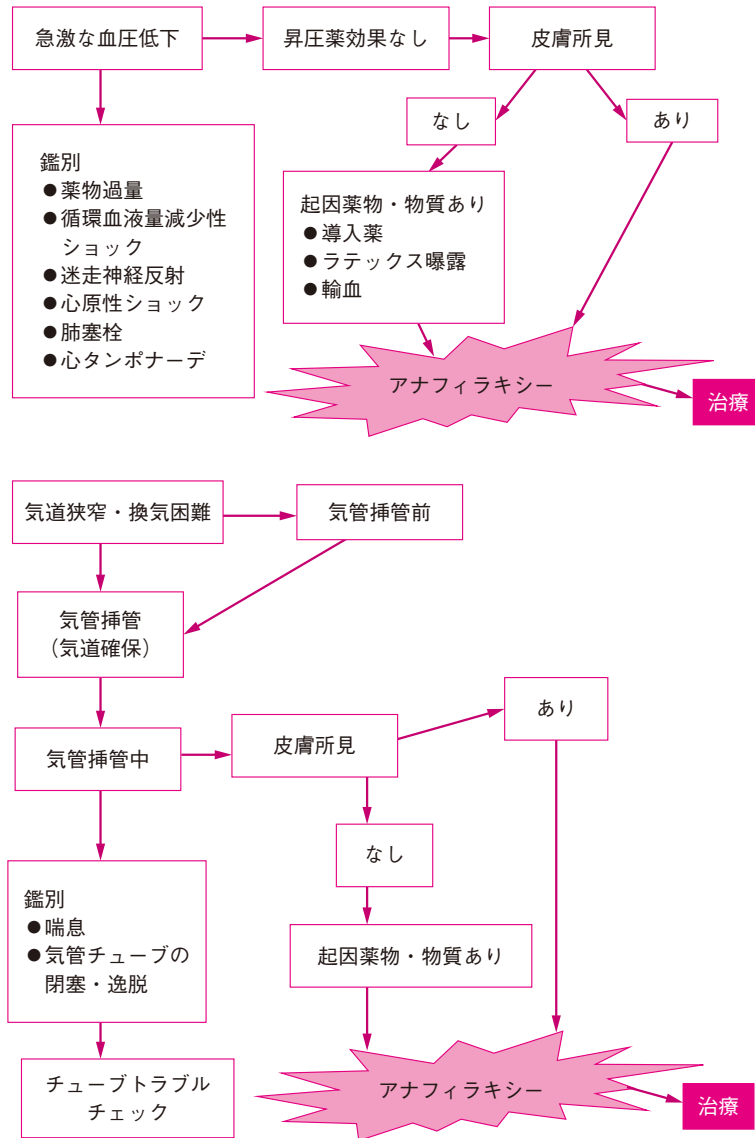 急激な血圧低下
昇圧薬効果なし
皮膚所見
なし
あり
鑑別
●薬物過量
●循環血液量減少性
ショック
●迷走神経反射
●心原性ショック
●肺塞栓
●心タンポナーデ
起因薬物・物質あり
●導入薬
●ラテックス曝露
●輸血
アナフィラキシー
治療
気道狭窄・換気困難
気管挿管前
気管挿管
（気道確保）
気管挿管中
皮膚所見
あり
なし
鑑別
●喘息
●気管チューブの
閉塞・逸脱
起因薬物・物質あり
チューブトラブル
チェック
アナフィラキシー
治療